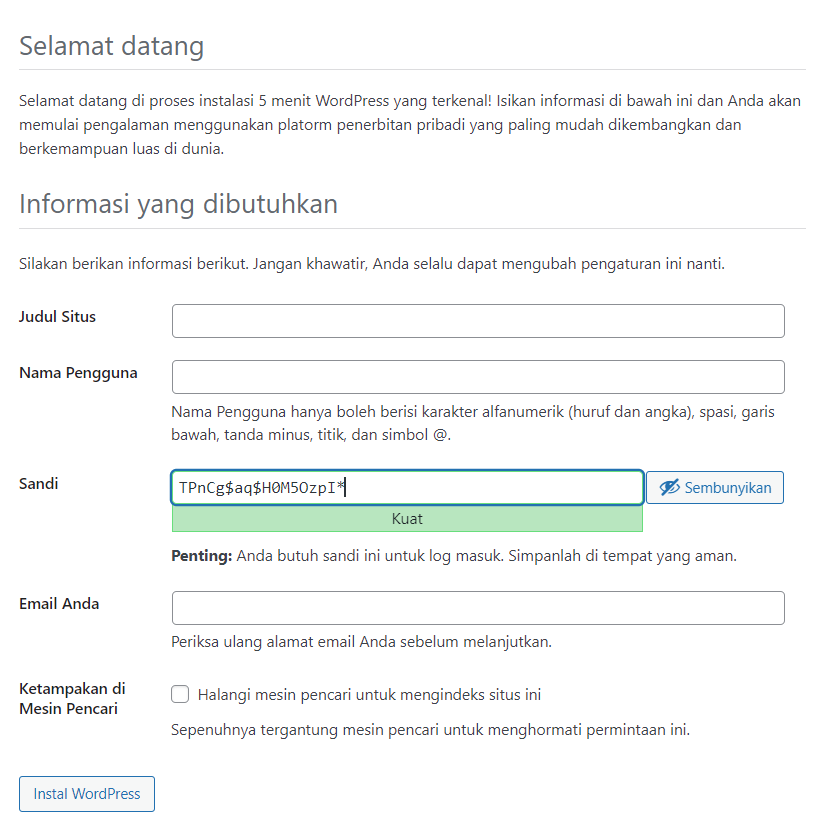 Selamat datang
Selamat datang di proses instalasi 5 menit WordPress yang terkenal! Isikan informasi di bawah ini dan Anda akan
memulai pengalaman menggunakan platorm penerbitan pribadi yang paling mudah dikembangkan dan
berkemampuan luas di dunia.
Informasi yang dibutuhkan
Silakan berikan informasi berikut. Jangan khawatir, Anda selalu dapat mengubah pengaturan ini nanti.
Judul Situs
Nama Pengguna
Nama Pengguna hanya boleh berisi karakter alfanumerik (huruf dan angka), spasi, garis
bawah, tanda minus, titik, dan simbol @.
Sandi
TPnCg$aq$H0M5OzpI*
Sembunyikan
Kuat
Penting: Anda butuh sandi ini untuk log masuk. Simpanlah di tempat yang aman.
Email Anda
Periksa ulang alamat email Anda sebelum melanjutkan.
Ketampakan di
Mesin Pencari
Halangi mesin pencari untuk mengindeks situs ini
Sepenuhnya tergantung mesin pencari untuk menghormati permintaan ini.
Instal WordPress